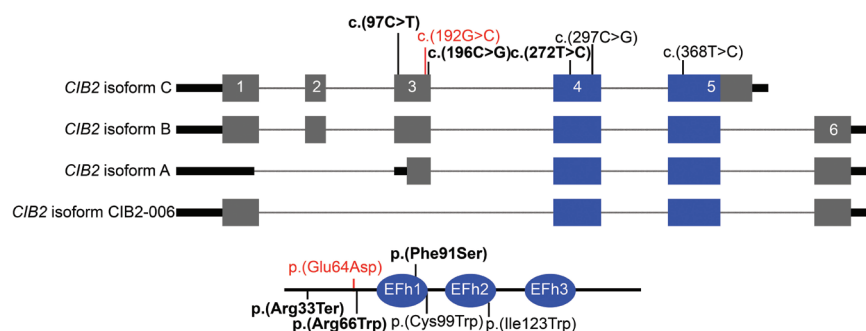 c.(97C>T)
c.(192G>C)
c.(196C>G)c.(272T>C)
c.(297C>G)
c.(368T>C)
CIB2 isoform C 1 2 3 4 5
CIB2 isoform B 6
CIB2 isoform A
CIB2 isoform CIB2-006
p.(Phe91Ser)
p.(Glu64Asp)
EFh1 EFh2 EFh3
p.(Arg33Ter)
p.(Arg66Trp)
p.(Cys99Trp)
p.(Ile123Trp)